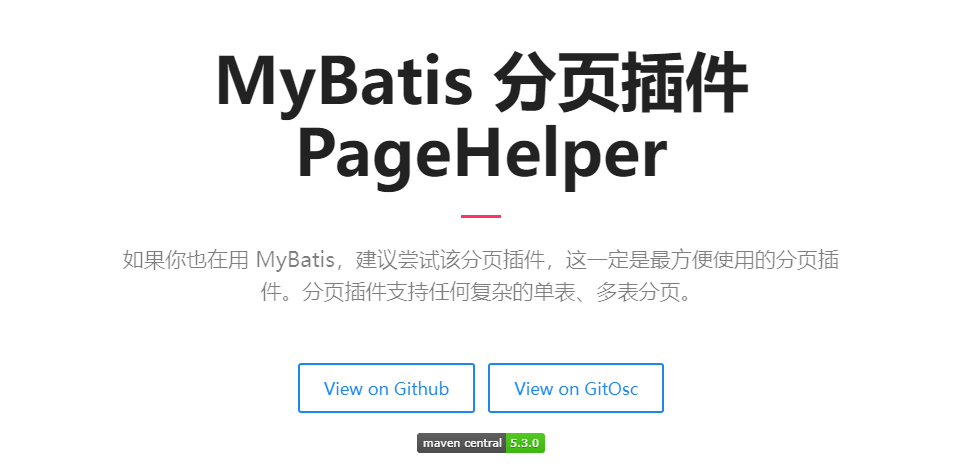 MyBatis 分页插件
PageHelper
如果你也在用 MyBatis，建议尝试该分页插件，这一定是最方便使用的分页插
件。分页插件支持任何复杂的单表、多表分页。
View on Github View on GitOsc
maven central 5.3.0